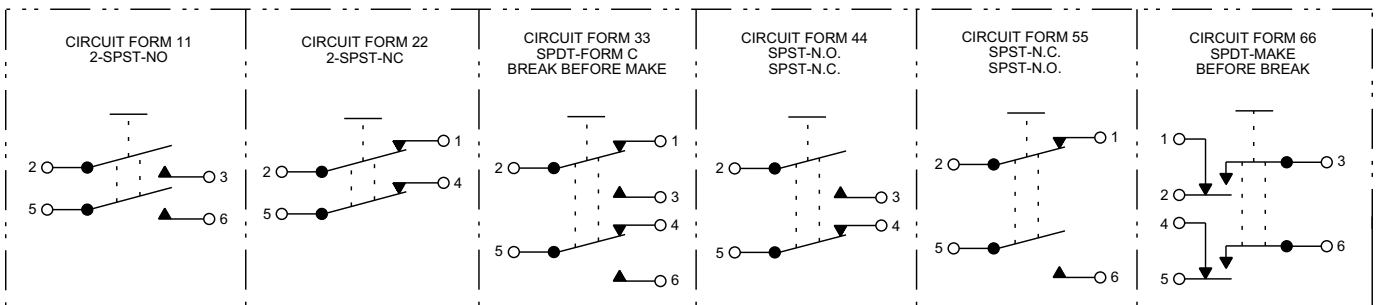 CIRCUIT FORM 11
2-SPST-NO
2
3
5
6
CIRCUIT FORM 22
2-SPST-NC
1
2
4
5
CIRCUIT FORM 33
SPDT-FORM C
BREAK BEFORE MAKE
1
2
3
4
5
6
CIRCUIT FORM 44
SPST-N.O.
SPST-N.C.
2
3
4
5
CIRCUIT FORM 55
SPST-N.C.
SPST-N.O.
1
2
5
6
CIRCUIT FORM 66
SPDT-MAKE
BEFORE BREAK
1
3
2
4
6
5